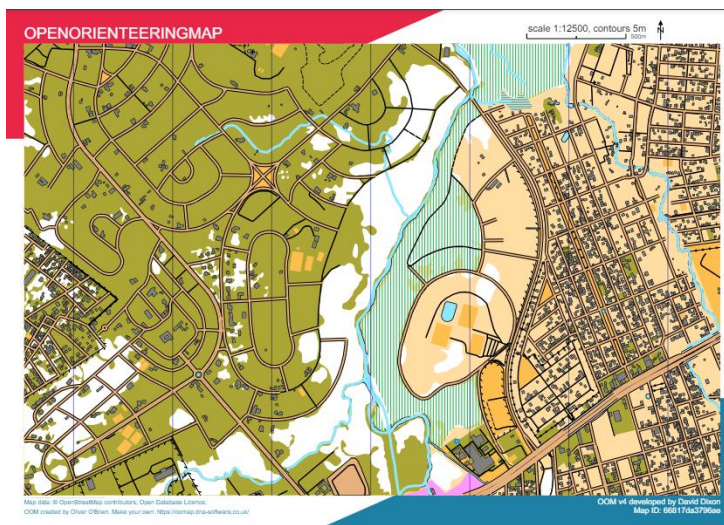 OPENORIENTEERINGMAP
scale 1:12500, contours 5m
500m
N
Map data: © OpenStreetMap contributors, Open Database Licence.
OOM created by Oliver O'Brien. Make your own: https://oomap.dna-software.co.uk/
OOM v4 developed by David Dixon
Map ID: 66817da3796ae